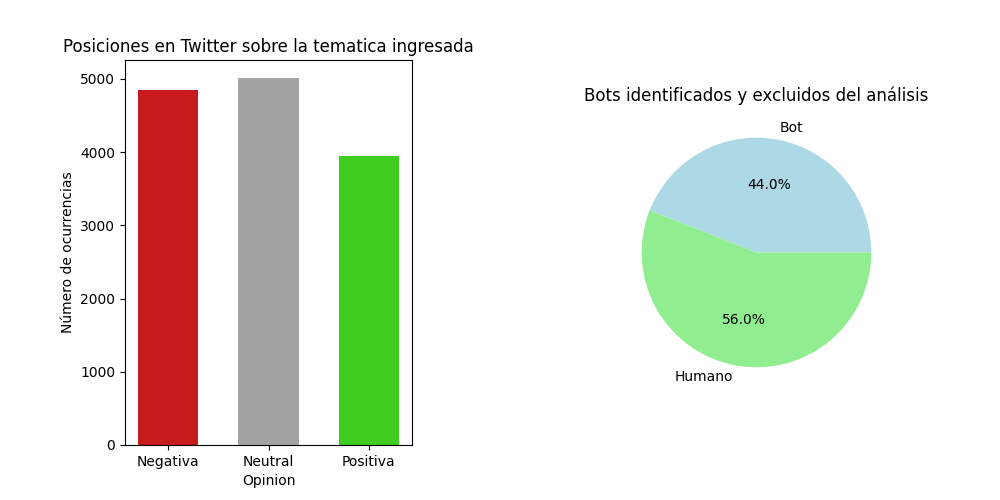 Posiciones en Twitter sobre la tematica ingresada
Número de ocurrencias
5000
4000
3000
2000
1000
0
Negativa
Neutral
Positiva
Opinion
Bots identificados y excluidos del análisis
Bot
44.0%
56.0%
Humano